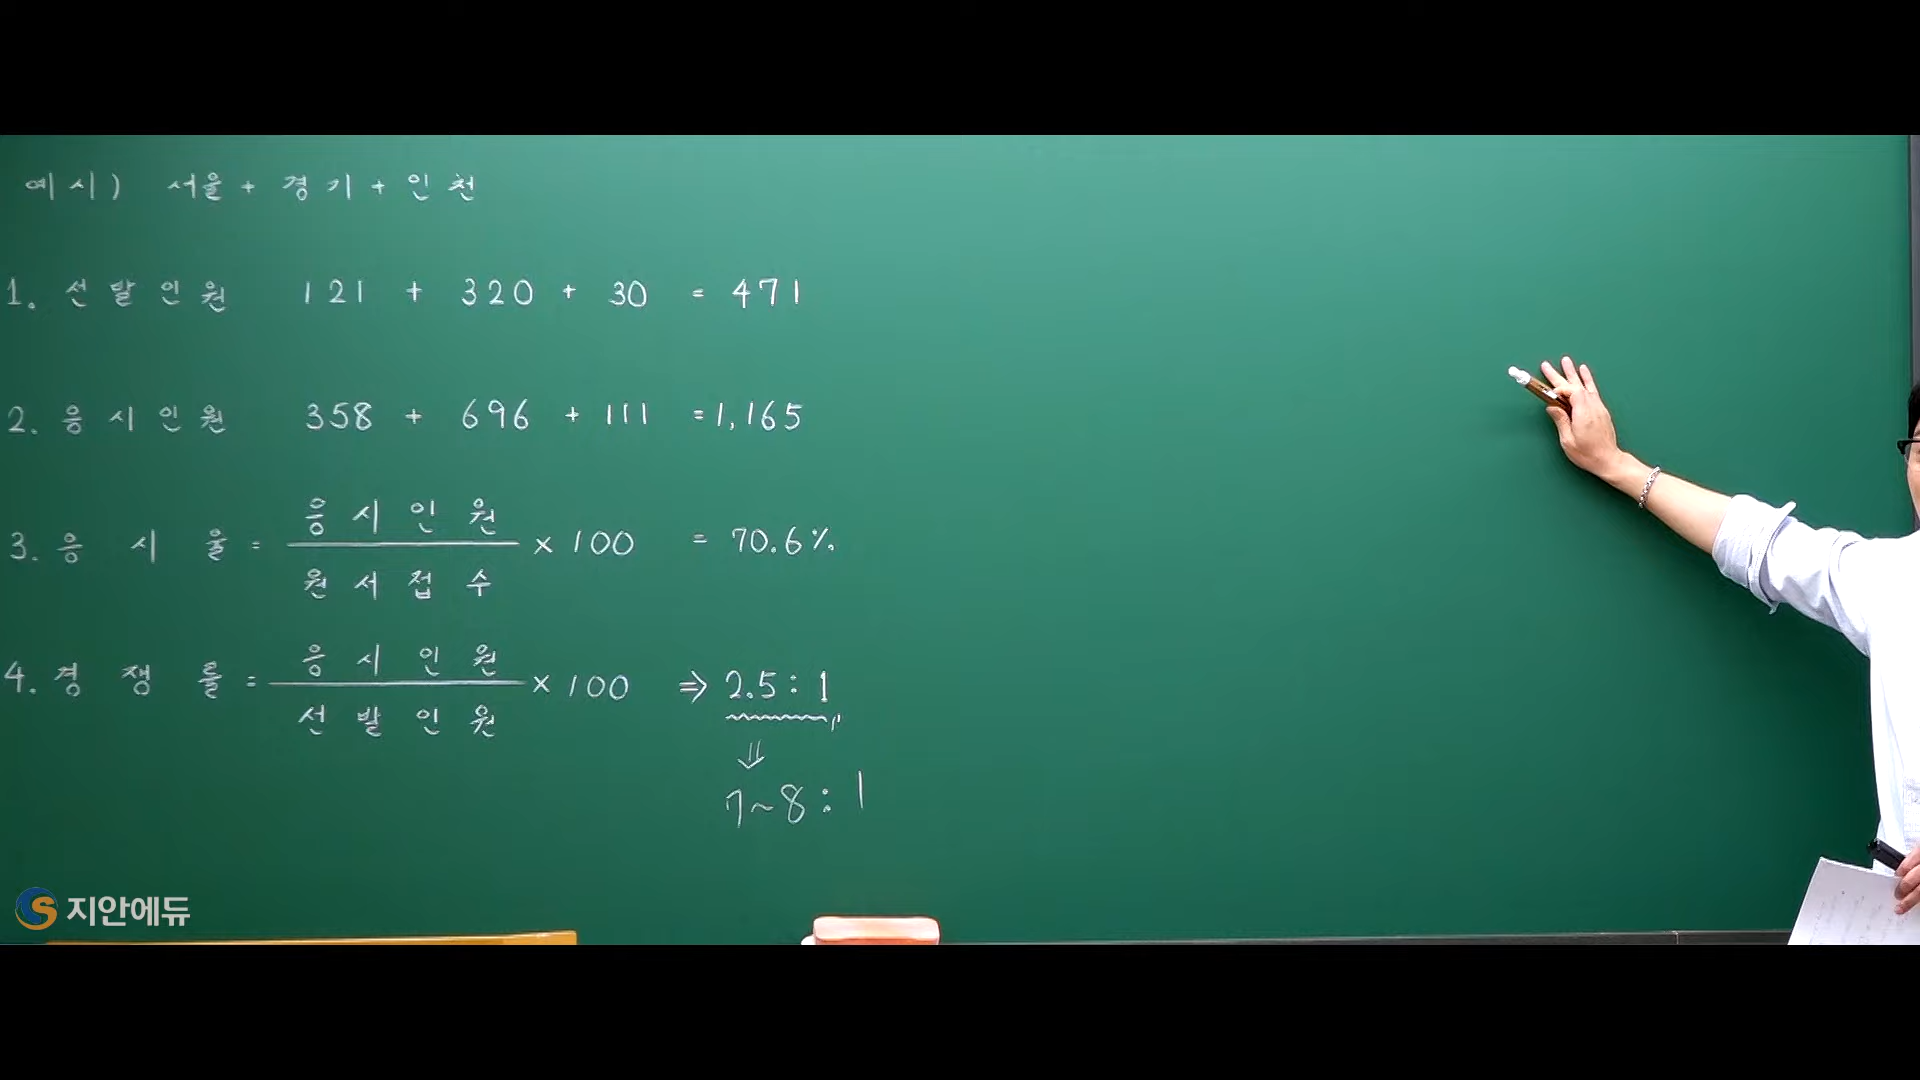 예시) 서울 + 경기 + 인천
1. 선발인원 121 + 320 + 30 = 471
2. 응시인원 358 + 696 + 111 = 1,165
3. 응시율 = 응시인원 / 원서접수 × 100 = 70.6%
4. 경쟁률 = 응시인원 / 선발인원 × 100 ⇒ 2.5 : 1
⇓
7~8 : 1
지안에듀